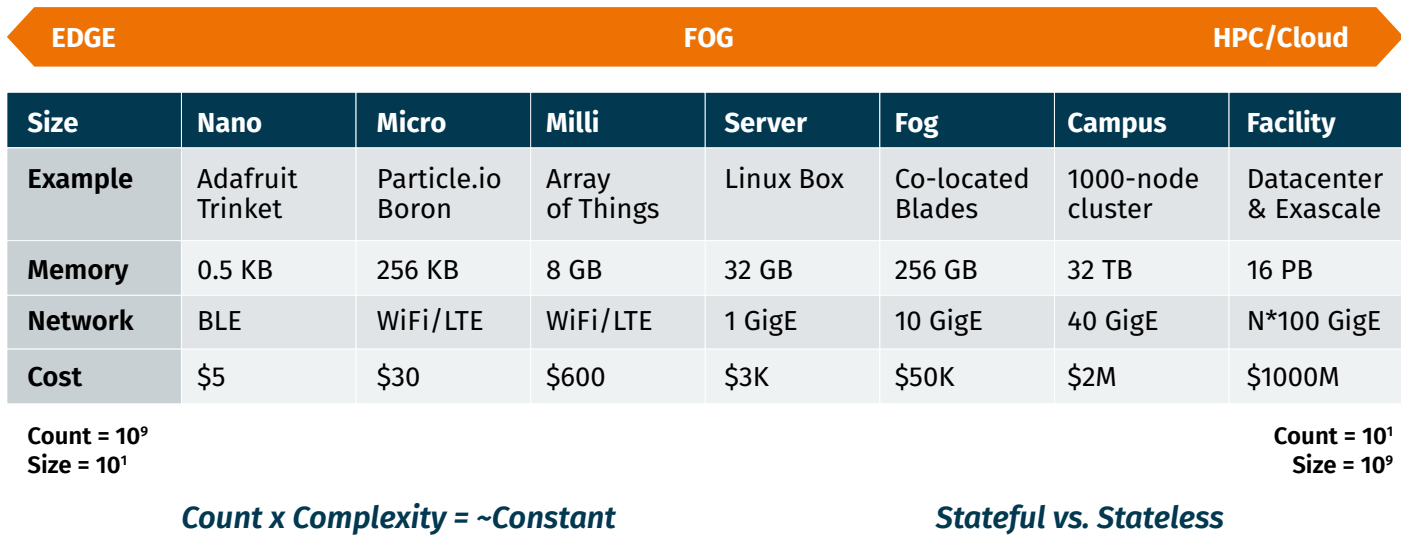 EDGE FOG HPC/Cloud
Size Nano Micro Milli Server Fog Campus Facility
Example Adafruit Particle.io Array Linux Box Co-located 1000-node Datacenter
Trinket Boron of Things Blades cluster & Exascale
Memory 0.5 KB 256 KB 8 GB 32 GB 256 GB 32 TB 16 PB
Network BLE WiFi/LTE WiFi/LTE 1 GigE 10 GigE 40 GigE N*100 GigE
Cost $5 $30 $600 $3K $50K $2M $1000M
Count = 10⁹ Count = 10¹
Size = 10¹ Size = 10⁹
Count x Complexity = ~Constant Stateful vs. Stateless